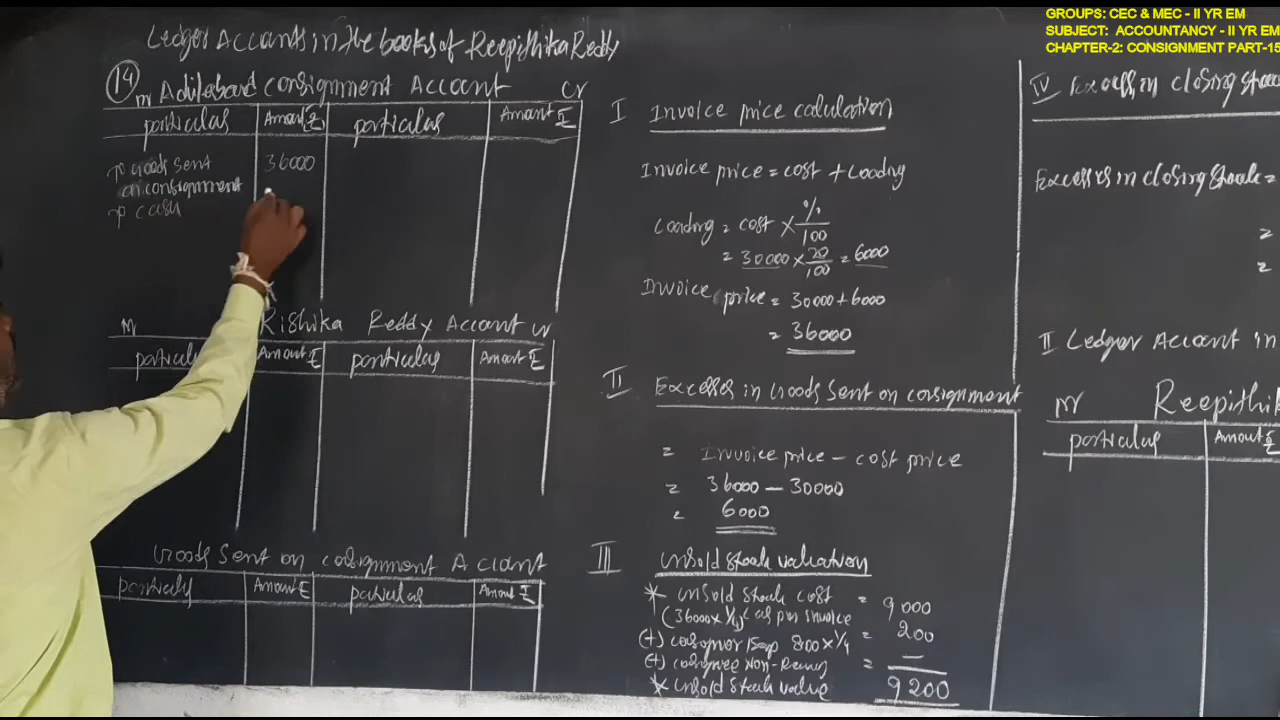 GROUPS: CEC & MEC - II YR EM
SUBJECT: ACCOUNTANCY - II YR EM
CHAPTER-2: CONSIGNMENT PART-15
Ledger Accounts in the books of Reepithika Reddy
14
Dr Adilabad consignment Account Cr
particulas Amount ₹ particulas Amount ₹
To Goods Sent 36000
on consignment
To cash
Dr Rishika Reddy Account Cr
particulas Amount ₹ particulas Amount ₹
Goods Sent on cosignment Account
particulas Amount ₹ particulas Amount ₹
I Invoice price calulation
Invoice price = cost + Loading
Loading = cost × %/100
= 30000 × 20/100 = 6000
Invoice price = 30000 + 6000
= 36000
II Excesses in Goods Sent on consignment
= Invoice price - cost price
= 36000 - 30000
= 6000
III Unsold stock valuation
* Unsold stock cost = 9000
(36000 × 1/4) as per invoice
(+) cosignor Exp 800 × 1/4 = 200
(+) cosignee Non-Recurring = —
* Unsold stock value 9200
IV Excess in closing stock
Excesses in closing stock =
=
=
II Ledger Account in
Dr Reepithik
particulas Amount ₹